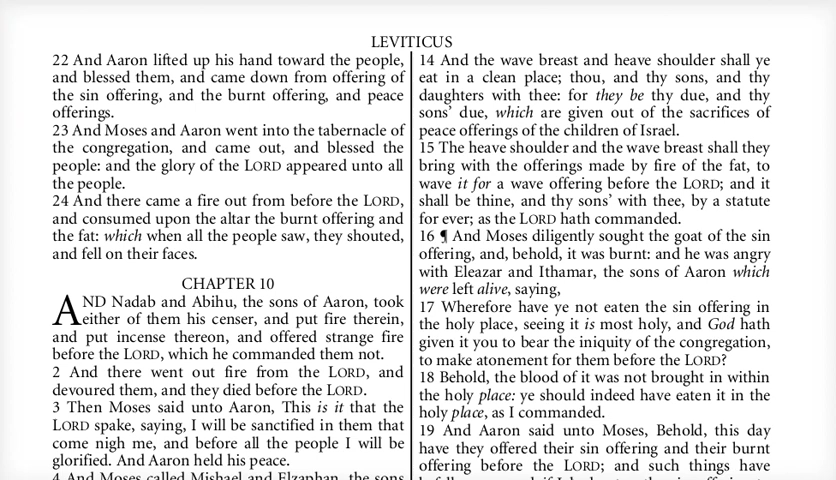 LEVITICUS
22 And Aaron lifted up his hand toward the people,
and blessed them, and came down from offering of
the sin offering, and the burnt offering, and peace
offerings.
23 And Moses and Aaron went into the tabernacle of
the congregation, and came out, and blessed the
people: and the glory of the LORD appeared unto all
the people.
24 And there came a fire out from before the LORD,
and consumed upon the altar the burnt offering and
the fat: which when all the people saw, they shouted,
and fell on their faces.
CHAPTER 10
AND Nadab and Abihu, the sons of Aaron, took
either of them his censer, and put fire therein,
and put incense thereon, and offered strange fire
before the LORD, which he commanded them not.
2 And there went out fire from the LORD, and
devoured them, and they died before the LORD.
3 Then Moses said unto Aaron, This is it that the
LORD spake, saying, I will be sanctified in them that
come nigh me, and before all the people I will be
glorified. And Aaron held his peace.
4 And Moses called Mishael and Elzaphan, the sons
14 And the wave breast and heave shoulder shall ye
eat in a clean place; thou, and thy sons, and thy
daughters with thee: for they be thy due, and thy
sons' due, which are given out of the sacrifices of
peace offerings of the children of Israel.
15 The heave shoulder and the wave breast shall they
bring with the offerings made by fire of the fat, to
wave it for a wave offering before the LORD; and it
shall be thine, and thy sons' with thee, by a statute
for ever; as the LORD hath commanded.
16 ¶ And Moses diligently sought the goat of the sin
offering, and, behold, it was burnt: and he was angry
with Eleazar and Ithamar, the sons of Aaron which
were left alive, saying,
17 Wherefore have ye not eaten the sin offering in
the holy place, seeing it is most holy, and God hath
given it you to bear the iniquity of the congregation,
to make atonement for them before the LORD?
18 Behold, the blood of it was not brought in within
the holy place: ye should indeed have eaten it in the
holy place, as I commanded.
19 And Aaron said unto Moses, Behold, this day
have they offered their sin offering and their burnt
offering before the LORD; and such things have